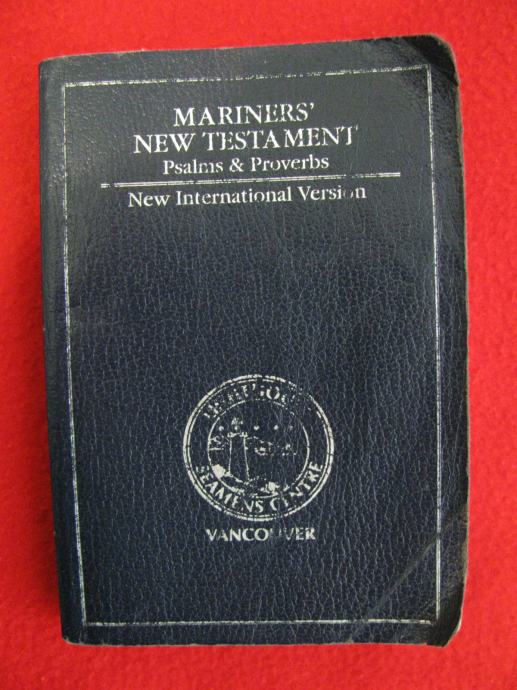 MARINERS'
NEW TESTAMENT
Psalms & Proverbs
New International Version
SEAMENS CENTRE
VANCOUVER